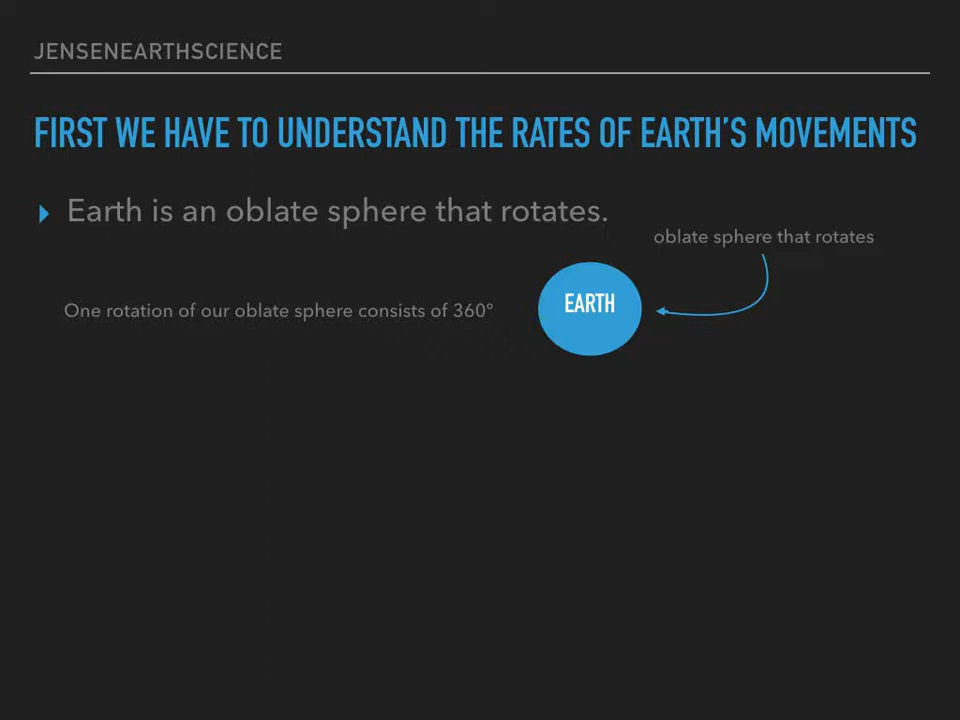 JENSENEARTHSCIENCE
FIRST WE HAVE TO UNDERSTAND THE RATES OF EARTH'S MOVEMENTS
Earth is an oblate sphere that rotates.
oblate sphere that rotates
One rotation of our oblate sphere consists of 360°
EARTH